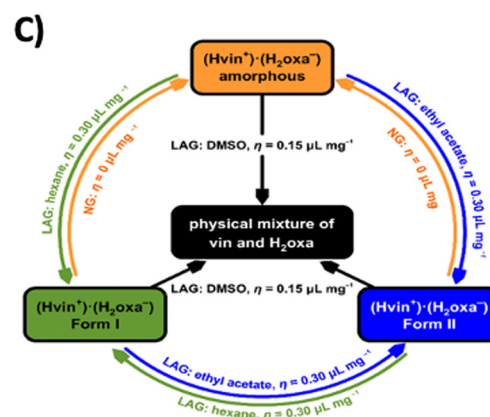 C)
(Hvin⁺)·(H₂oxa⁻)
amorphous
LAG: hexane, η = 0.30 µL mg⁻¹
NG: η = 0 µL mg⁻¹
LAG: ethyl acetate, η = 0.30 µL mg⁻¹
NG: η = 0 µL mg
LAG: DMSO, η = 0.15 µL mg⁻¹
physical mixture of
vin and H₂oxa
(Hvin⁺)·(H₂oxa⁻)
Form I
LAG: DMSO, η = 0.15 µL mg⁻¹
(Hvin⁺)·(H₂oxa⁻)
Form II
LAG: ethyl acetate, η = 0.30 µL mg⁻¹
LAG: hexane, η = 0.30 µL mg⁻¹